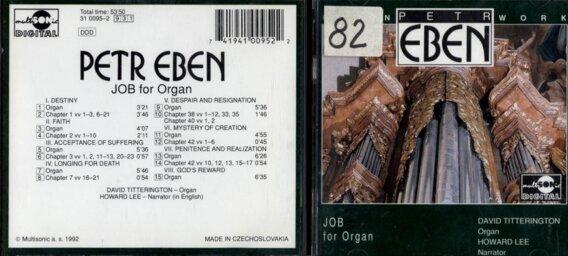 multiSONIC
DIGITAL
Total time: 53'50
31 0095-2
DDD
7 41941 00952 2
PETR EBEN
JOB for Organ
I. DESTINY
1 Organ 3'21
2 Chapter 1 vv 1–3, 6–21 3'46
II. FAITH
3 Organ 4'07
4 Chapter 2 vv 1–10 2'11
III. ACCEPTANCE OF SUFFERING
5 Organ 5'36
6 Chapter 3 vv 1, 2, 11–13, 20–23 0'57
IV. LONGING FOR DEATH
7 Organ 5'46
8 Chapter 7 vv 16–21 0'54
V. DESPAIR AND RESIGNATION
9 Organ 5'36
10 Chapter 38 vv 1–12, 33, 35 1'46
Chapter 40 vv 1, 2
VI. MYSTERY OF CREATION
11 Organ 4'55
12 Chapter 42 vv 1–6 0'45
VII. PENITENCE AND REALIZATION
13 Organ 6'26
14 Chapter 42 vv 10, 12, 13, 15–17 0'54
VIII. GOD'S REWARD
15 Organ 6'35
DAVID TITTERINGTON – Organ
HOWARD LEE – Narrator (in English)
© Multisonic a. s. 1992
MADE IN CZECHOSLOVAKIA
82
PETR
WORK
EBEN
multiSONIC
DIGITAL
JOB
for Organ
DAVID TITTERINGTON
Organ
HOWARD LEE
Narrator